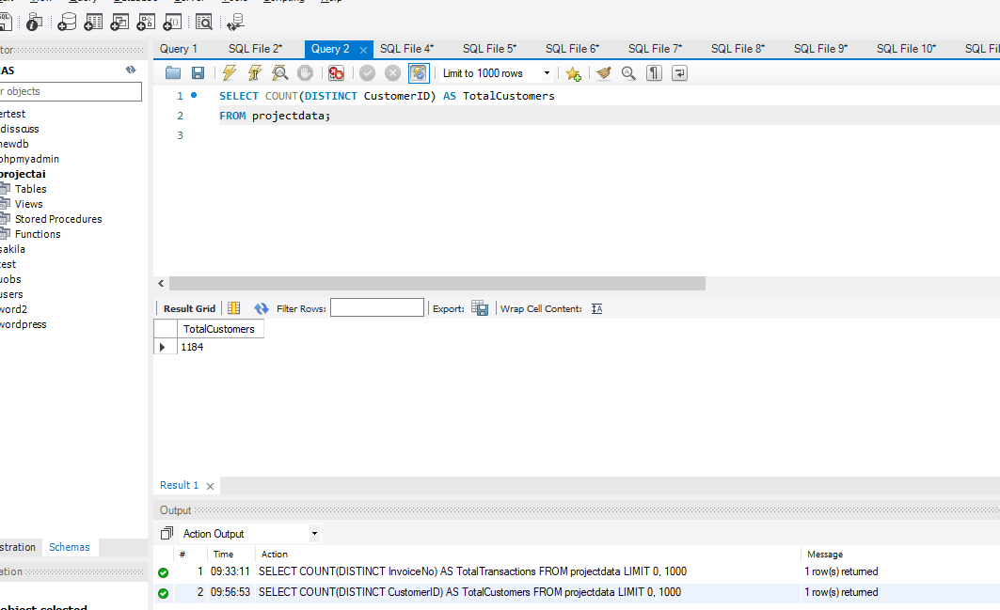 Query 1 SQL File 2* Query 2 SQL File 4* SQL File 5* SQL File 6* SQL File 7* SQL File 8* SQL File 9* SQL File 10*
AS
r objects
ertest
disscuss
newdb
phpmyadmin
projectai
Tables
Views
Stored Procedures
Functions
sakila
test
uobs
users
word2
wordpress
Limit to 1000 rows
1 SELECT COUNT(DISTINCT CustomerID) AS TotalCustomers
2 FROM projectdata;
3
Result Grid Filter Rows: Export: Wrap Cell Content:
TotalCustomers
1184
Result 1
Output
Action Output
# Time Action Message
1 09:33:11 SELECT COUNT(DISTINCT InvoiceNo) AS TotalTransactions FROM projectdata LIMIT 0, 1000 1 row(s) returned
2 09:56:53 SELECT COUNT(DISTINCT CustomerID) AS TotalCustomers FROM projectdata LIMIT 0, 1000 1 row(s) returned
stration Schemas
ation
object selected